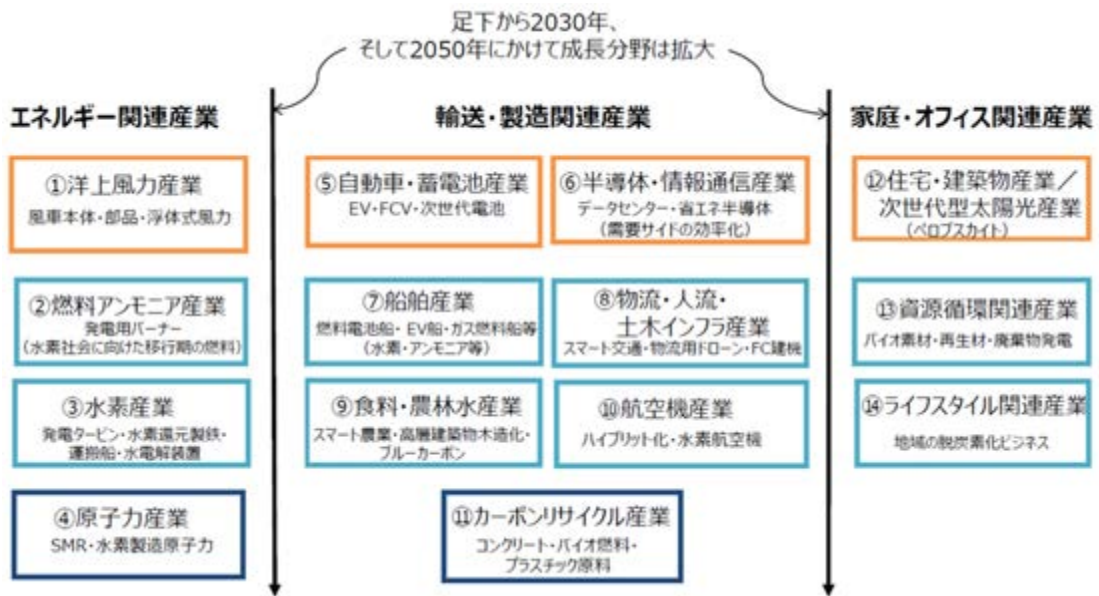 足下から2030年、
そして2050年にかけて成長分野は拡大
エネルギー関連産業
①洋上風力産業
風車本体・部品・浮体式風力
②燃料アンモニア産業
発電用バーナー
(水素社会に向けた移行期の燃料)
③水素産業
発電タービン・水素還元製鉄・
運搬船・水電解装置
④原子力産業
SMR・水素製造原子力
輸送・製造関連産業
⑤自動車・蓄電池産業
EV・FCV・次世代電池
⑥半導体・情報通信産業
データセンター・省エネ半導体
(需要サイドの効率化)
⑦船舶産業
燃料電池船・EV船・ガス燃料船等
(水素・アンモニア等)
⑧物流・人流・
土木インフラ産業
スマート交通・物流用ドローン・FC建機
⑨食料・農林水産業
スマート農業・高層建築物木造化・
ブルーカーボン
⑩航空機産業
ハイブリット化・水素航空機
⑪カーボンリサイクル産業
コンクリート・バイオ燃料・
プラスチック原料
家庭・オフィス関連産業
⑫住宅・建築物産業／
次世代型太陽光産業
(ペロブスカイト)
⑬資源循環関連産業
バイオ素材・再生材・廃棄物発電
⑭ライフスタイル関連産業
地域の脱炭素化ビジネス